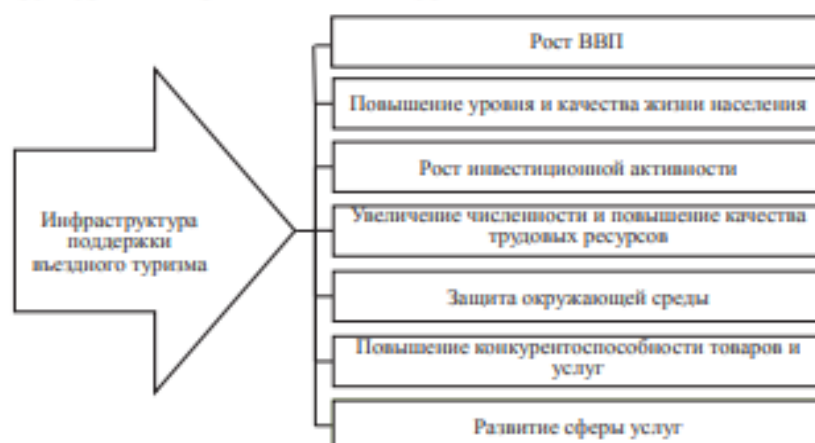 Рост ВВП
Повышение уровня и качества жизни населения
Рост инвестиционной активности
Увеличение численности и повышение качества
трудовых ресурсов
Защита окружающей среды
Повышение конкурентоспособности товаров и
услуг
Развитие сферы услуг
Инфраструктура
поддержки
въездного туризма